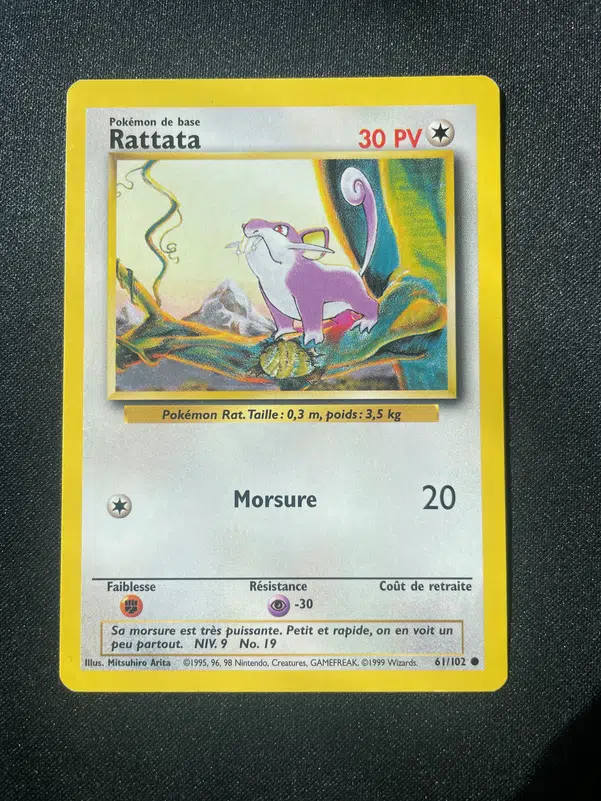 Pokémon de base
Rattata
30 PV
Pokémon Rat. Taille : 0,3 m, poids : 3,5 kg
Morsure 20
Faiblesse Résistance Coût de retraite
-30
Sa morsure est très puissante. Petit et rapide, on en voit un
peu partout. NIV. 9 No. 19
Illus. Mitsuhiro Arita ©1995, 96, 98 Nintendo, Creatures, GAMEFREAK. ©1999 Wizards. 61/102